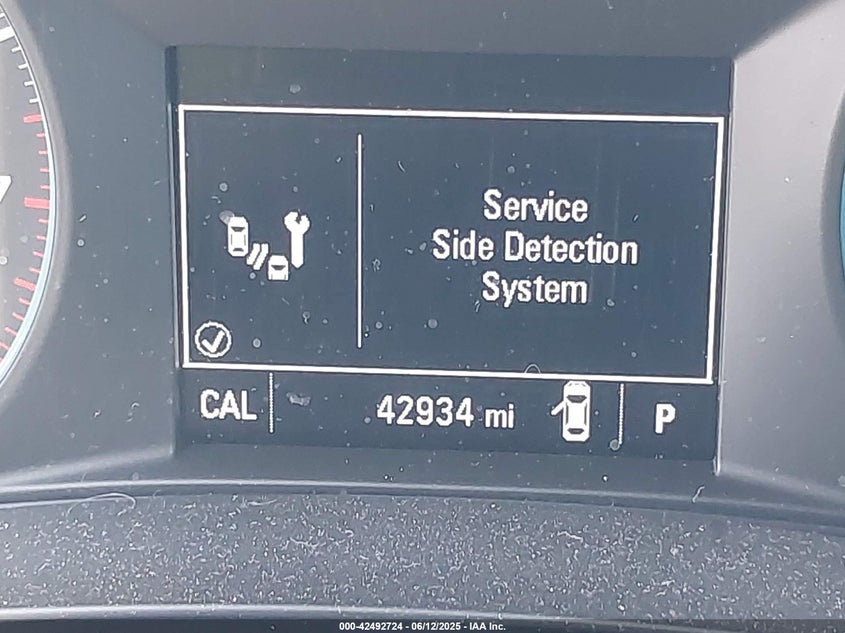 Service
Side Detection
System
CAL
42934 mi
P
000-42492724 - 06/12/2025 - IAA Inc.